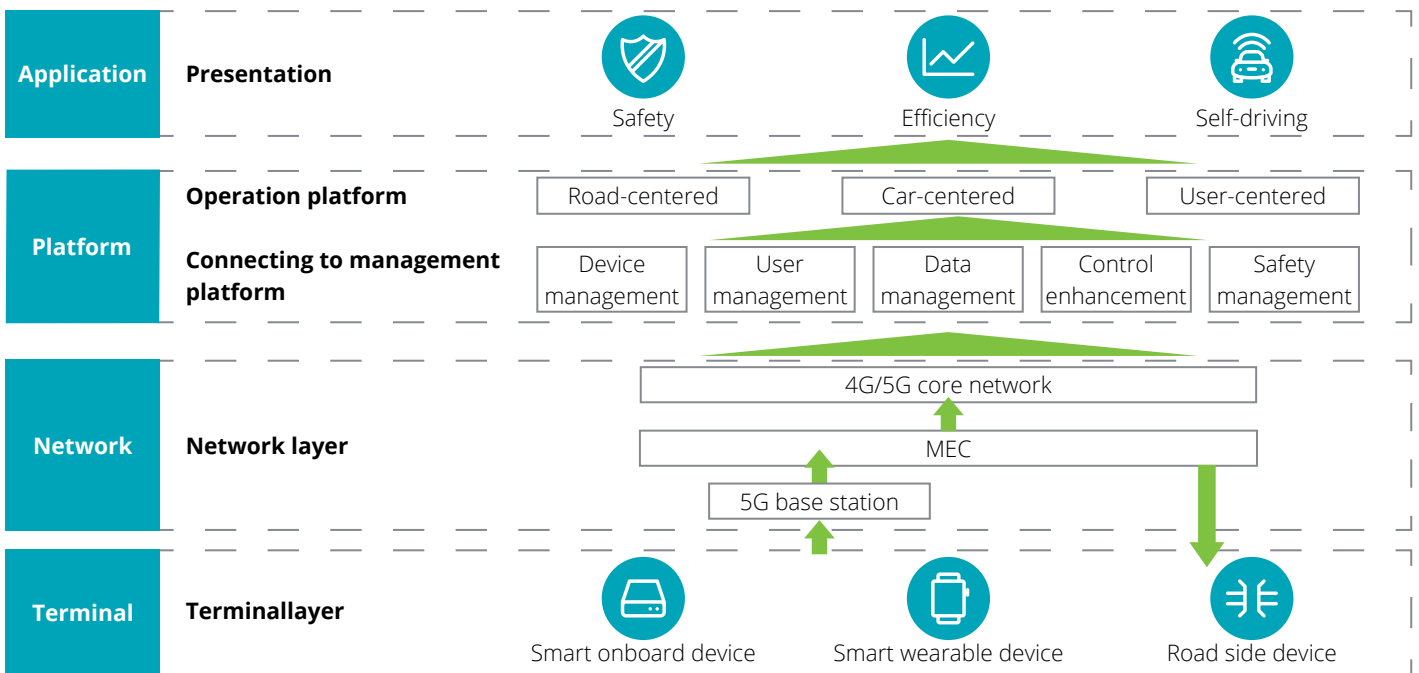 Application
Presentation
Safety
Efficiency
Self-driving
Platform
Operation platform
Road-centered
Car-centered
User-centered
Connecting to management
platform
Device
management
User
management
Data
management
Control
enhancement
Safety
management
Network
Network layer
4G/5G core network
MEC
5G base station
Terminal
Terminallayer
Smart onboard device
Smart wearable device
Road side device